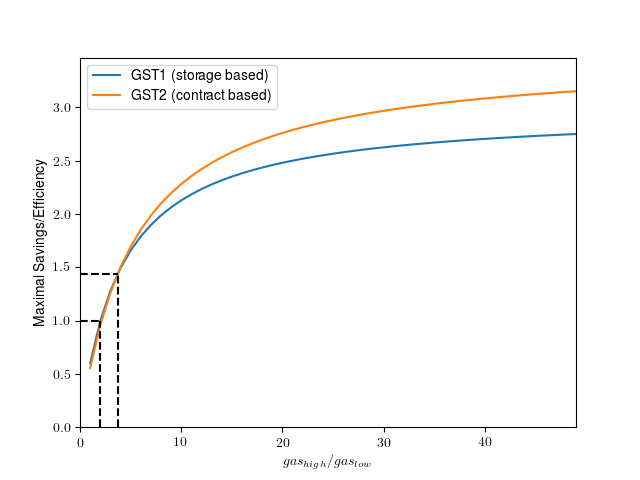 GST1 (storage based)
GST2 (contract based)
Maximal Savings/Efficiency
3.0
2.5
2.0
1.5
1.0
0.5
0.0
0 10 20 30 40
gas_high/gas_low